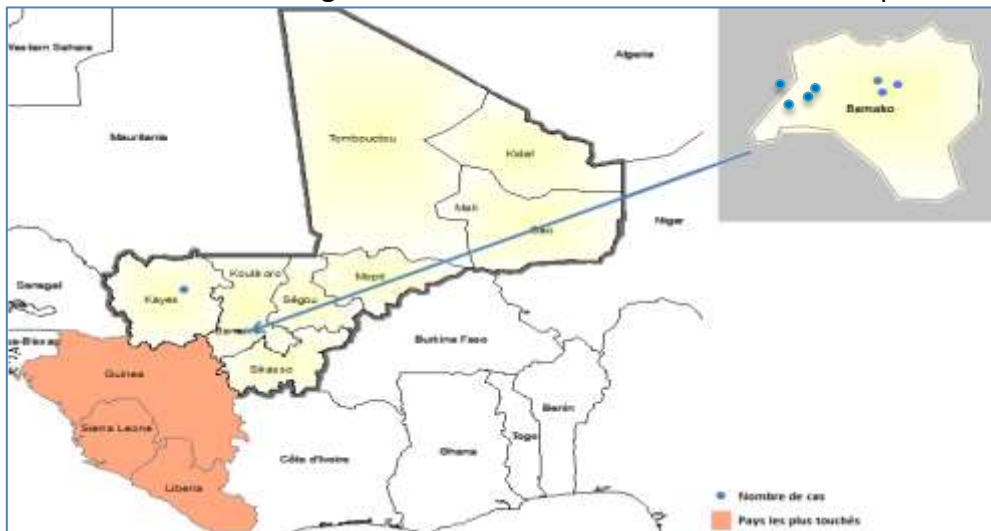 Western Sahara
Algeria
Mauritania
Tombouctou
Kidal
Mali
Gao
Niger
Bamako
Senegal
Kayes
Koulikoro
Ségou
Mopti
Sikasso
Burkina Faso
Guinea
Sierra Leone
Liberia
Côte d'Ivoire
Ghana
Togo
Benin
Nombre de cas
Pays les plus touchés